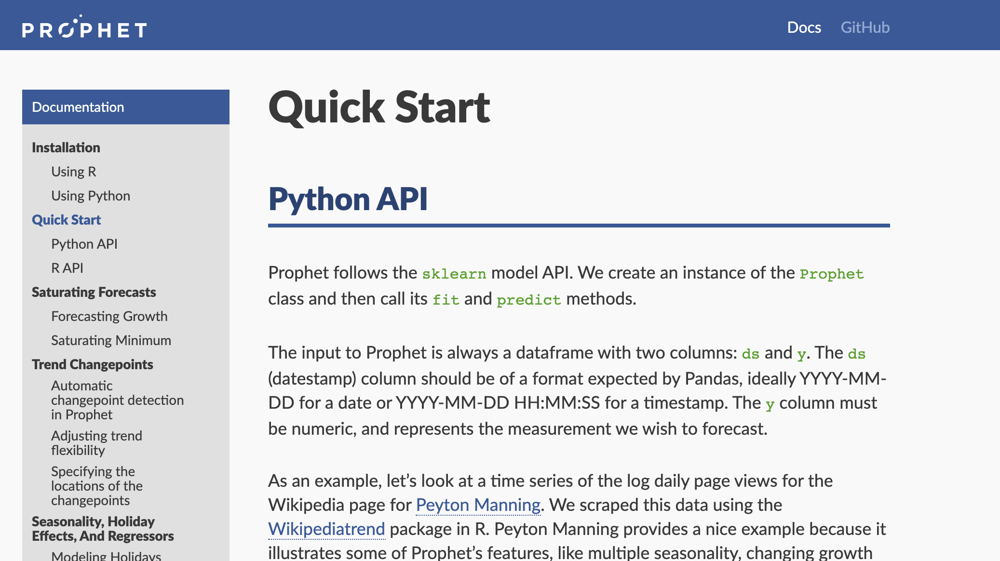 PROPHET
Docs
GitHub
Documentation
Installation
Using R
Using Python
Quick Start
Python API
R API
Saturating Forecasts
Forecasting Growth
Saturating Minimum
Trend Changepoints
Automatic
changepoint detection
in Prophet
Adjusting trend
flexibility
Specifying the
locations of the
changepoints
Seasonality, Holiday
Effects, And Regressors
Modeling Holidays
Quick Start
Python API
Prophet follows the sklearn model API. We create an instance of the Prophet
class and then call its fit and predict methods.
The input to Prophet is always a dataframe with two columns: ds and y. The ds
(datestamp) column should be of a format expected by Pandas, ideally YYYY-MM-
DD for a date or YYYY-MM-DD HH:MM:SS for a timestamp. The y column must
be numeric, and represents the measurement we wish to forecast.
As an example, let’s look at a time series of the log daily page views for the
Wikipedia page for Peyton Manning. We scraped this data using the
Wikipediatrend package in R. Peyton Manning provides a nice example because it
illustrates some of Prophet’s features, like multiple seasonality, changing growth